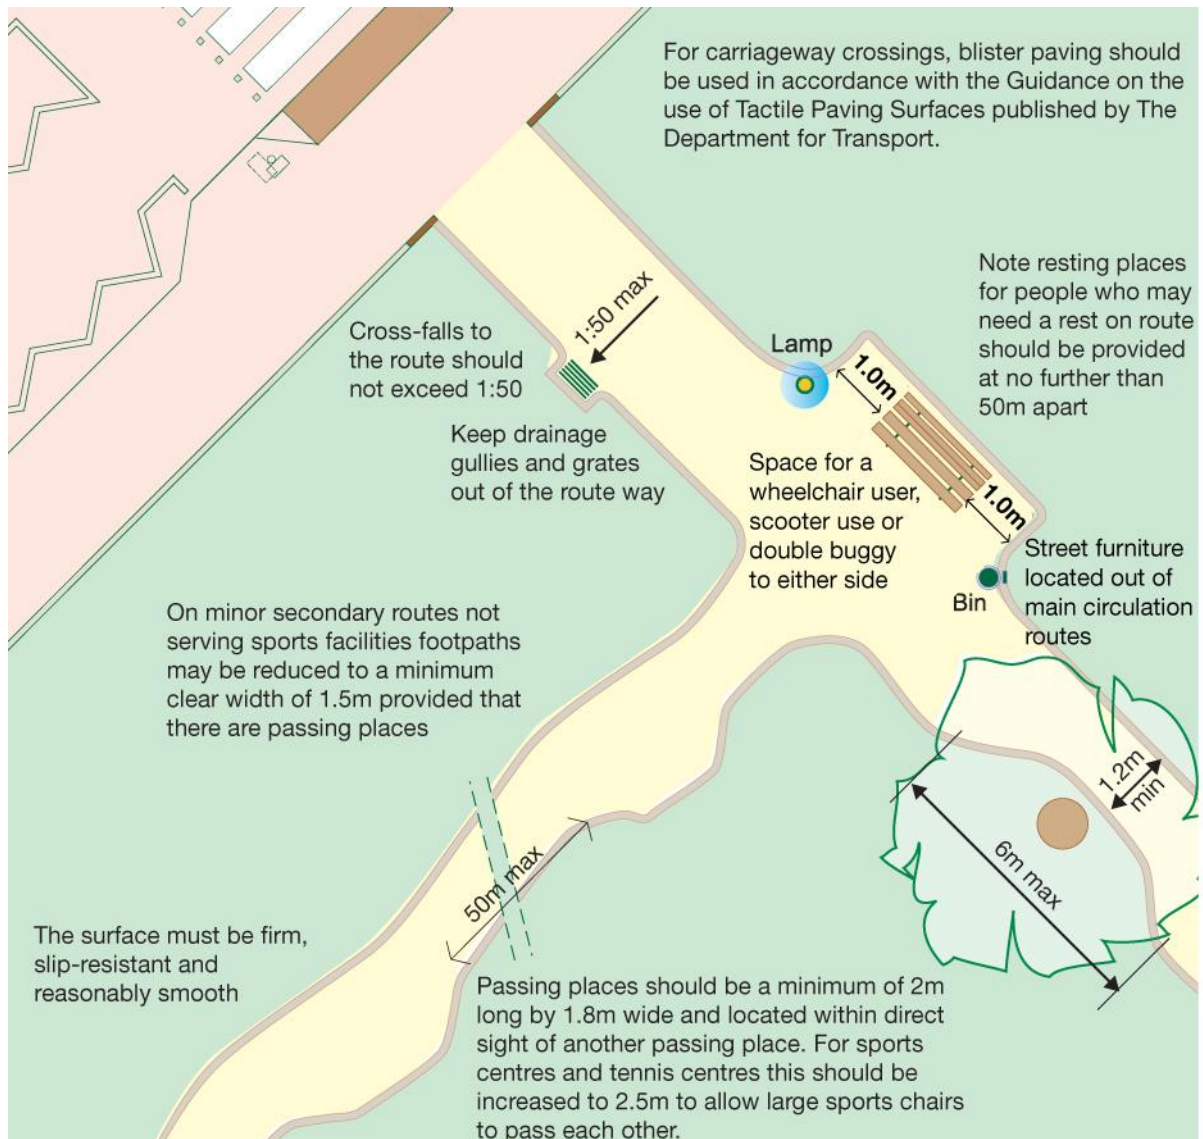 For carriageway crossings, blister paving should
be used in accordance with the Guidance on the
use of Tactile Paving Surfaces published by The
Department for Transport.
Note resting places
for people who may
need a rest on route
should be provided
at no further than
50m apart
1:50 max
Cross-falls to
the route should
not exceed 1:50
Lamp
1.0m
Keep drainage
gullies and grates
out of the route way
Space for a
wheelchair user,
scooter use or
double buggy
to either side
1.0m
Street furniture
located out of
main circulation
routes
Bin
On minor secondary routes not
serving sports facilities footpaths
may be reduced to a minimum
clear width of 1.5m provided that
there are passing places
1.2m
min
6m max
50m max
The surface must be firm,
slip-resistant and
reasonably smooth
Passing places should be a minimum of 2m
long by 1.8m wide and located within direct
sight of another passing place. For sports
centres and tennis centres this should be
increased to 2.5m to allow large sports chairs
to pass each other.